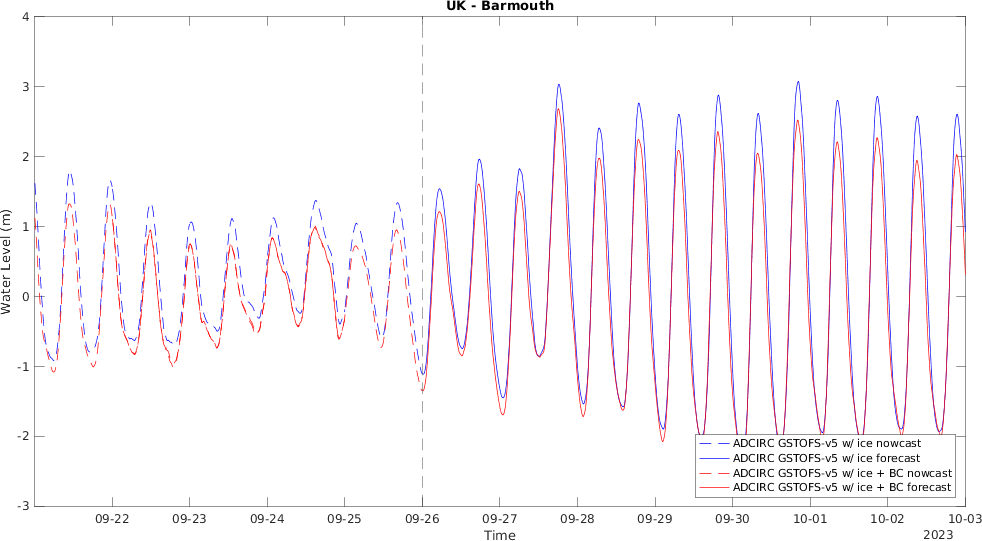 UK - Barmouth
4
3
2
1
0
-1
-2
-3
Water Level (m)
09-22 09-23 09-24 09-25 09-26 09-27 09-28 09-29 09-30 10-01 10-02 10-03
Time
2023
ADCIRC GSTOFS-v5 w/ ice nowcast
ADCIRC GSTOFS-v5 w/ ice forecast
ADCIRC GSTOFS-v5 w/ ice + BC nowcast
ADCIRC GSTOFS-v5 w/ ice + BC forecast